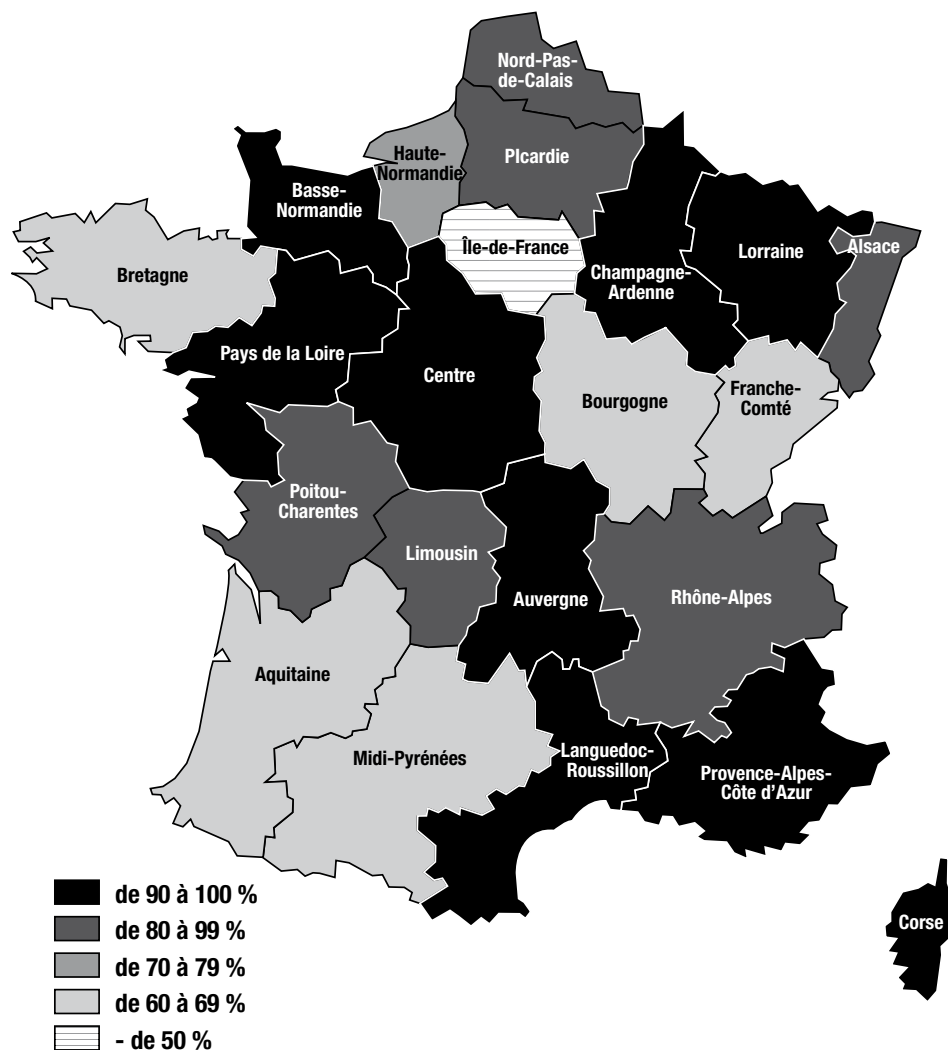 Nord-Pas-
de-Calais
Haute-
Normandie
PIcardie
Basse-
Normandie
Île-de-France
Champagne-
Ardenne
Lorraine
Alsace
Bretagne
Pays de la Loire
Centre
Bourgogne
Franche-
Comté
Poitou-
Charentes
Limousin
Auvergne
Rhône-Alpes
Aquitaine
Midi-Pyrénées
Languedoc-
Roussillon
Provence-Alpes-
Côte d'Azur
Corse
de 90 à 100 %
de 80 à 99 %
de 70 à 79 %
de 60 à 69 %
- de 50 %